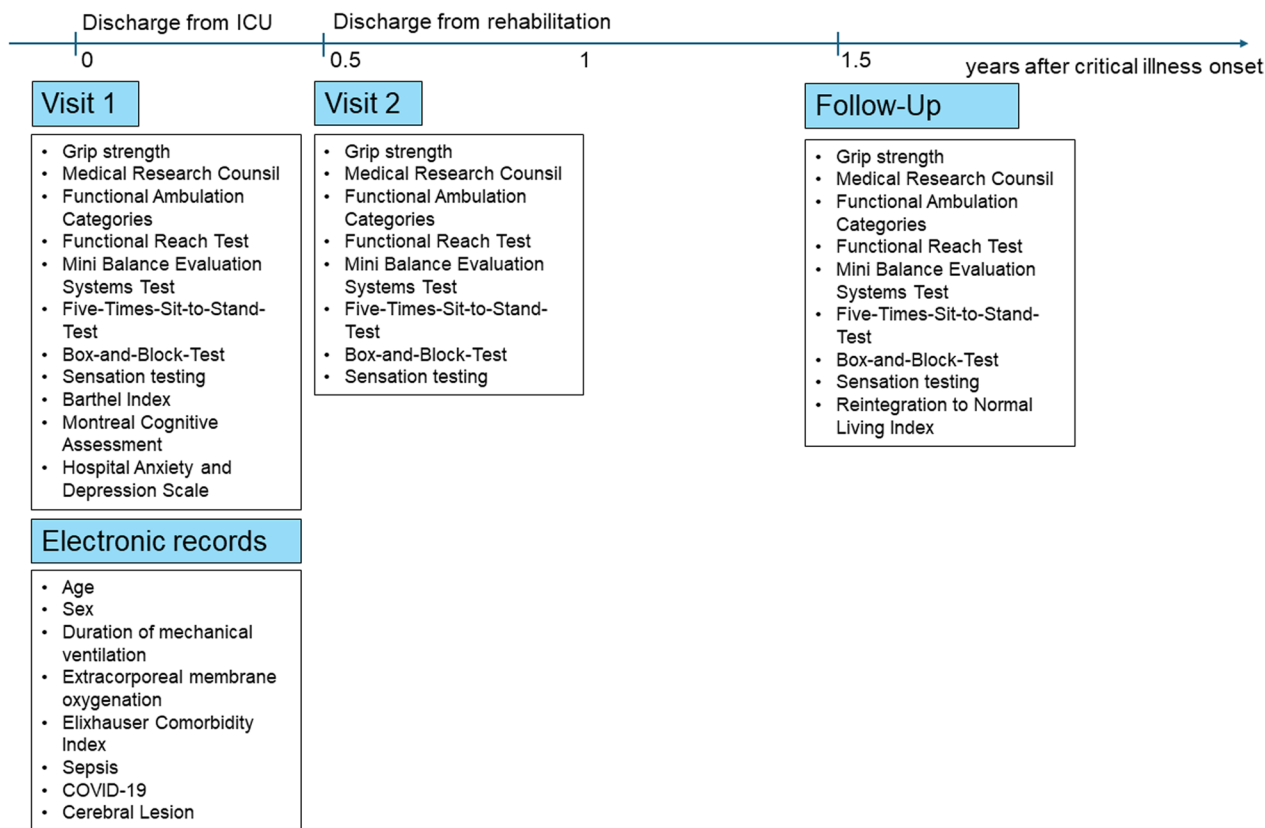 Discharge from ICU
Discharge from rehabilitation
0
0.5
1
1.5
years after critical illness onset
Visit 1
• Grip strength
• Medical Research Counsil
• Functional Ambulation
Categories
• Functional Reach Test
• Mini Balance Evaluation
Systems Test
• Five-Times-Sit-to-Stand-
Test
• Box-and-Block-Test
• Sensation testing
• Barthel Index
• Montreal Cognitive
Assessment
• Hospital Anxiety and
Depression Scale
Electronic records
• Age
• Sex
• Duration of mechanical
ventilation
• Extracorporeal membrane
oxygenation
• Elixhauser Comorbidity
Index
• Sepsis
• COVID-19
• Cerebral Lesion
Visit 2
• Grip strength
• Medical Research Counsil
• Functional Ambulation
Categories
• Functional Reach Test
• Mini Balance Evaluation
Systems Test
• Five-Times-Sit-to-Stand-
Test
• Box-and-Block-Test
• Sensation testing
Follow-Up
• Grip strength
• Medical Research Counsil
• Functional Ambulation
Categories
• Functional Reach Test
• Mini Balance Evaluation
Systems Test
• Five-Times-Sit-to-Stand-
Test
• Box-and-Block-Test
• Sensation testing
• Reintegration to Normal
Living Index